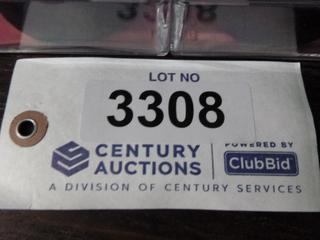 LOT NO
3308
CENTURY AUCTIONS
POWERED BY
ClubBid
A DIVISION OF CENTURY SERVICES